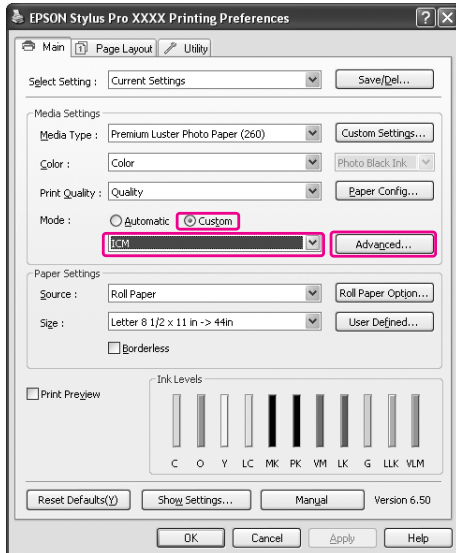 EPSON Stylus Pro XXXX Printing Preferences
Main Page Layout Utility
Select Setting : Current Settings Save/Del...
Media Settings
Media Type : Premium Luster Photo Paper (260) Custom Settings...
Color : Color Photo Black Ink
Print Quality : Quality Paper Config...
Mode : Automatic Custom
ICM Advanced...
Paper Settings
Source : Roll Paper Roll Paper Option...
Size : Letter 8 1/2 x 11 in -> 44in User Defined...
Borderless
Print Preview
Ink Levels
C O Y LC MK PK VM LK G LLK VLM
Reset Defaults(Y) Show Settings... Manual Version 6.50
OK Cancel Apply Help